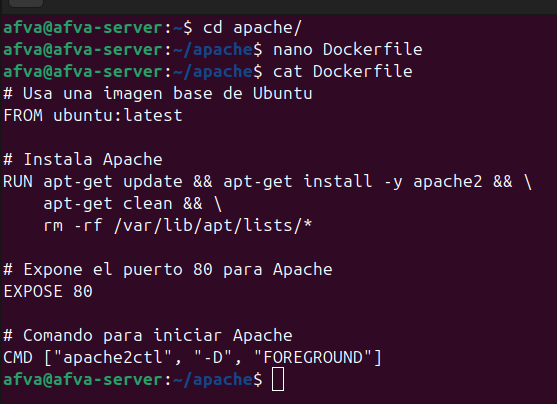 afva@afva-server:~$ cd apache/
afva@afva-server:~/apache$ nano Dockerfile
afva@afva-server:~/apache$ cat Dockerfile
# Usa una imagen base de Ubuntu
FROM ubuntu:latest

# Instala Apache
RUN apt-get update && apt-get install -y apache2 && \
    apt-get clean && \
    rm -rf /var/lib/apt/lists/*

# Expone el puerto 80 para Apache
EXPOSE 80

# Comando para iniciar Apache
CMD ["apache2ctl", "-D", "FOREGROUND"]
afva@afva-server:~/apache$